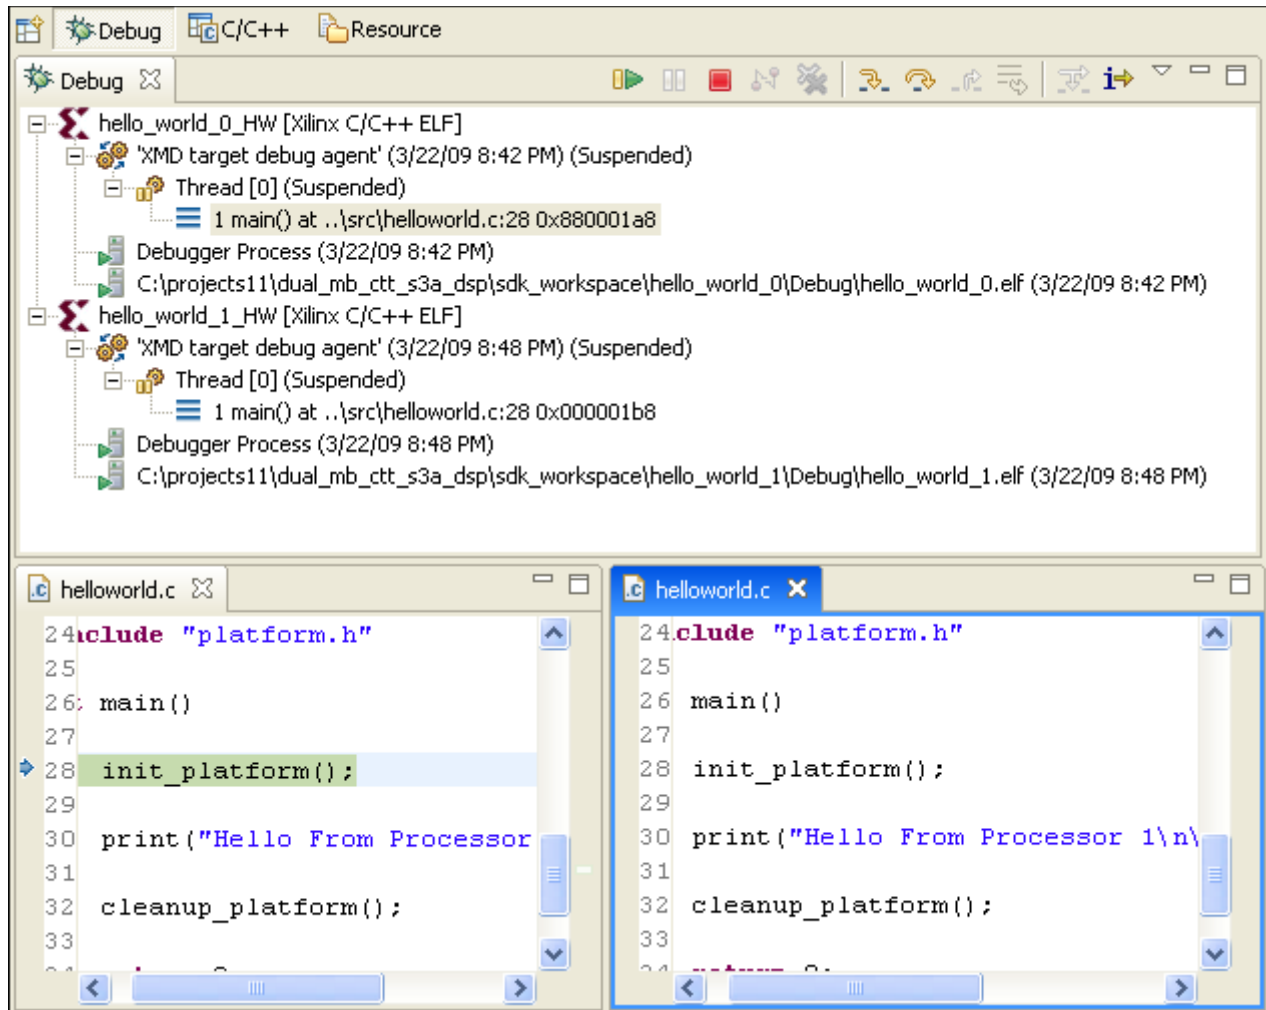 Debug C/C++ Resource
Debug
hello_world_0_HW [Xilinx C/C++ ELF]
'XMD target debug agent' (3/22/09 8:42 PM) (Suspended)
Thread [0] (Suspended)
1 main() at ..\src\helloworld.c:28 0x880001a8
Debugger Process (3/22/09 8:42 PM)
C:\projects11\dual_mb_ctt_s3a_dsp\sdk_workspace\hello_world_0\Debug\hello_world_0.elf (3/22/09 8:42 PM)
hello_world_1_HW [Xilinx C/C++ ELF]
'XMD target debug agent' (3/22/09 8:48 PM) (Suspended)
Thread [0] (Suspended)
1 main() at ..\src\helloworld.c:28 0x000001b8
Debugger Process (3/22/09 8:48 PM)
C:\projects11\dual_mb_ctt_s3a_dsp\sdk_workspace\hello_world_1\Debug\hello_world_1.elf (3/22/09 8:48 PM)
helloworld.c
24 clude "platform.h"
25
26 main()
27
28 init_platform();
29
30 print("Hello From Processor
31
32 cleanup_platform();
33
helloworld.c
24 clude "platform.h"
25
26 main()
27
28 init_platform();
29
30 print("Hello From Processor 1\n\
31
32 cleanup_platform();
33
34 return 0;